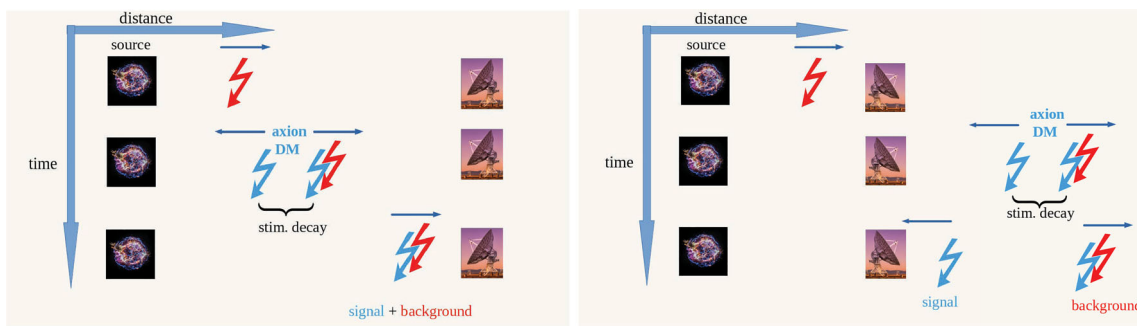 distance
source
axion
DM
time
stim. decay
signal + background
distance
source
axion
DM
time
stim. decay
signal
background